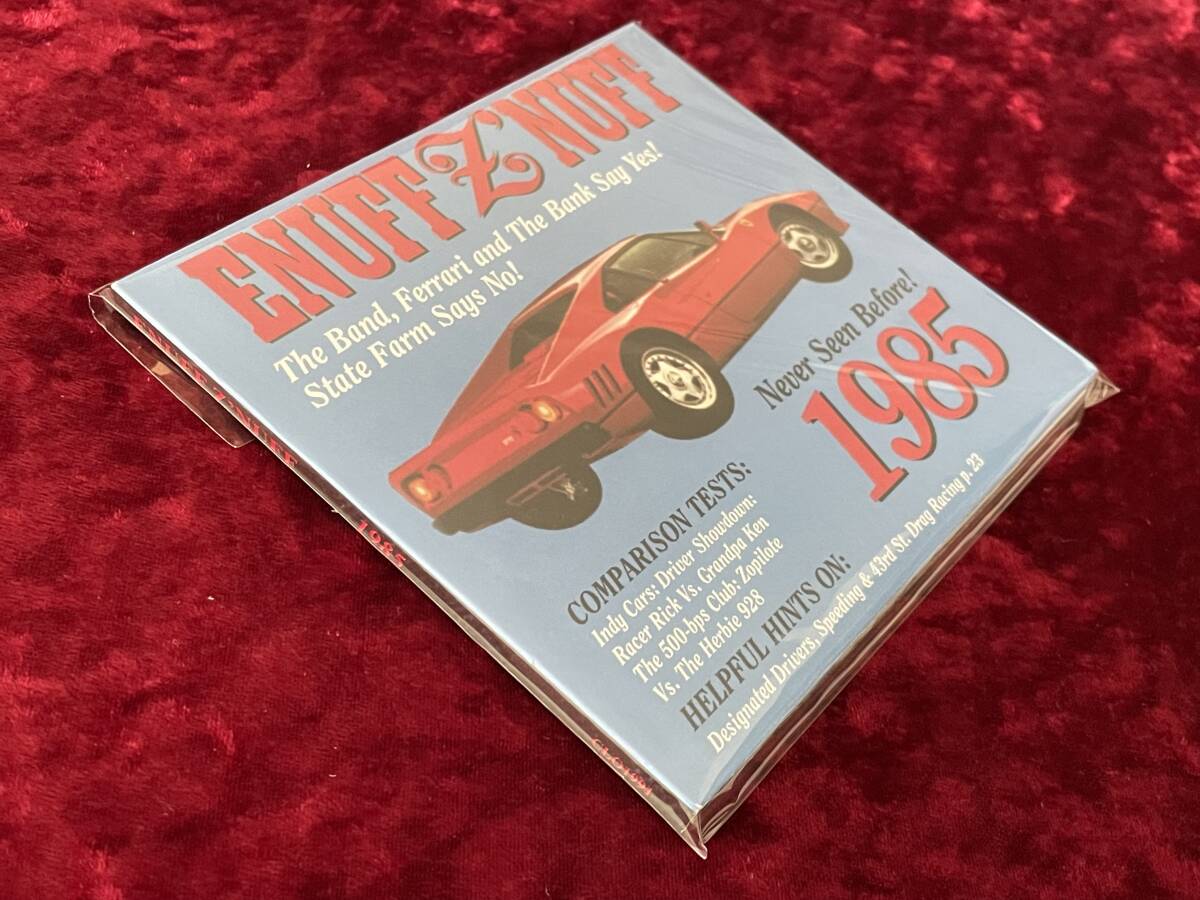 ENUFF Z NUFF
The Band, Ferrari and The Bank Say Yes!
State Farm Says No!
Never Seen Before!
1985
COMPARISON TESTS:
Indy Cars: Driver Showdown:
Racer Rick Vs. Grandpa Ken
The 500-bps Club: Zopilote
Vs. The Herbie 928
HELPFUL HINTS ON:
Designated Drivers, Speeding & 43rd St. Drag Racing p. 23
ENUFF Z NUFF
1985